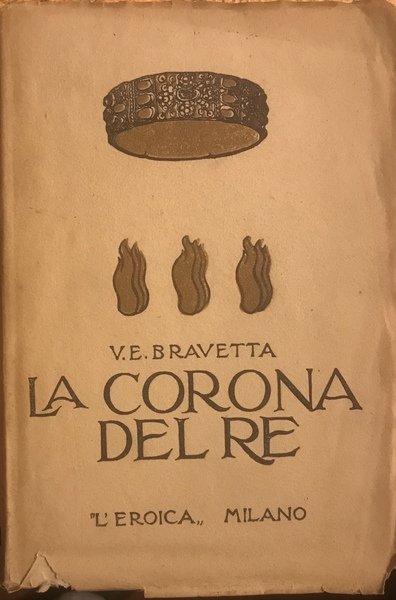 V. E. BRAVETTA
LA CORONA
DEL RE
"L'EROICA„ MILANO